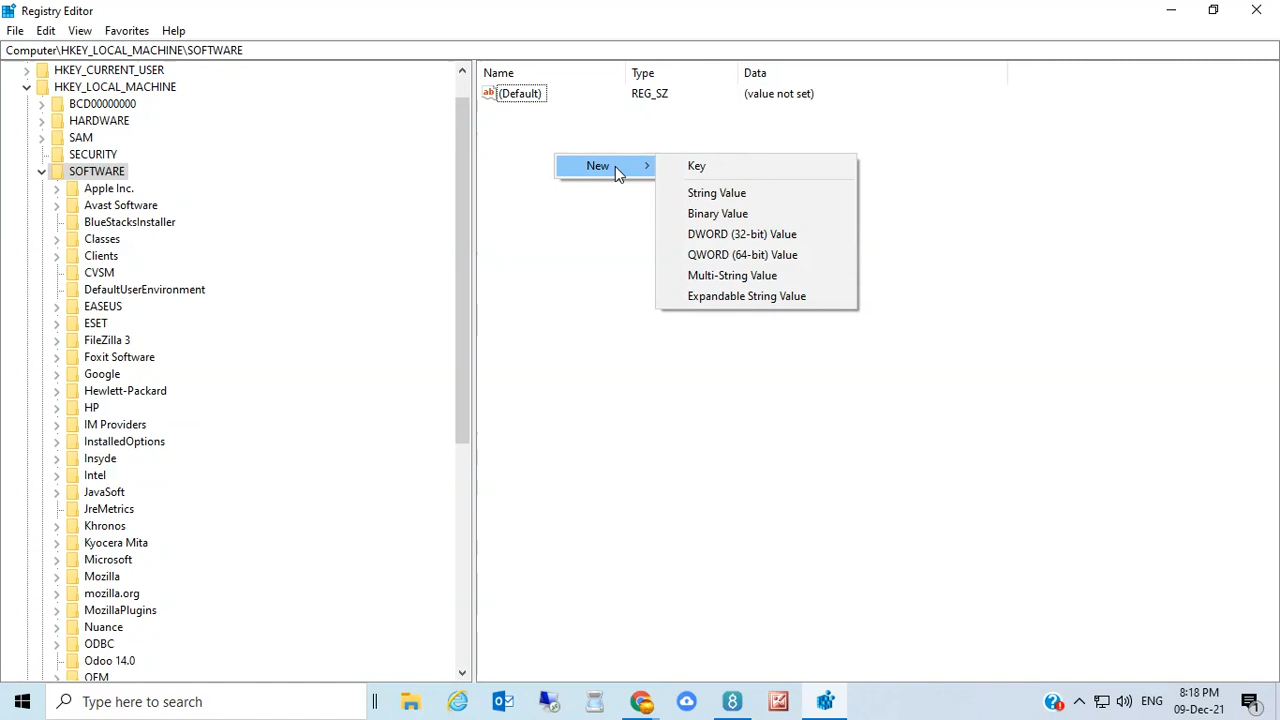 Registry Editor
File Edit View Favorites Help
Computer\HKEY_LOCAL_MACHINE\SOFTWARE
HKEY_CURRENT_USER
HKEY_LOCAL_MACHINE
BCD00000000
HARDWARE
SAM
SECURITY
SOFTWARE
Apple Inc.
Avast Software
BlueStacksInstaller
Classes
Clients
CVSM
DefaultUserEnvironment
EASEUS
ESET
FileZilla 3
Foxit Software
Google
Hewlett-Packard
HP
IM Providers
InstalledOptions
Insyde
Intel
JavaSoft
JreMetrics
Khronos
Kyocera Mita
Microsoft
Mozilla
mozilla.org
MozillaPlugins
Nuance
ODBC
Odoo 14.0
OEM
Name Type Data
ab (Default) REG_SZ (value not set)
New
Key
String Value
Binary Value
DWORD (32-bit) Value
QWORD (64-bit) Value
Multi-String Value
Expandable String Value
Type here to search
ENG
8:18 PM
09-Dec-21